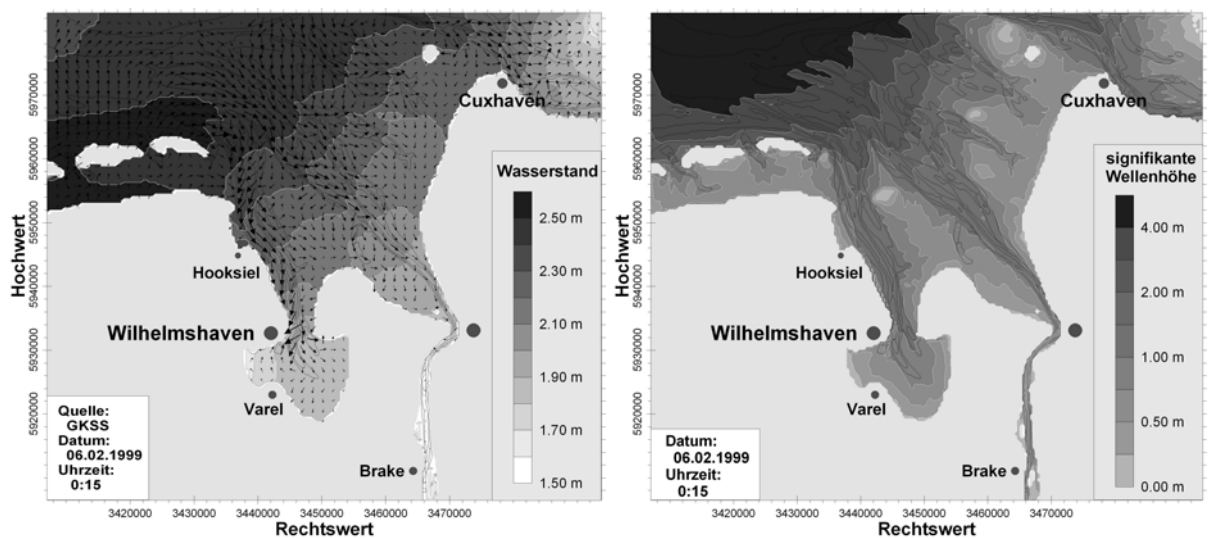 Cuxhaven
Wasserstand
2.50 m
2.30 m
2.10 m
1.90 m
1.70 m
1.50 m
Hooksiel
Wilhelmshaven
Varel
Brake
Quelle:
GKSS
Datum:
06.02.1999
Uhrzeit:
0:15
Hochwert
5970000
5960000
5950000
5940000
5930000
5920000
3420000 3430000 3440000 3450000 3460000 3470000
Rechtswert
Cuxhaven
signifikante
Wellenhöhe
4.00 m
2.00 m
1.00 m
0.50 m
0.00 m
Hooksiel
Wilhelmshaven
Varel
Brake
Datum:
06.02.1999
Uhrzeit:
0:15
Hochwert
5970000
5960000
5950000
5940000
5930000
5920000
3420000 3430000 3440000 3450000 3460000 3470000
Rechtswert